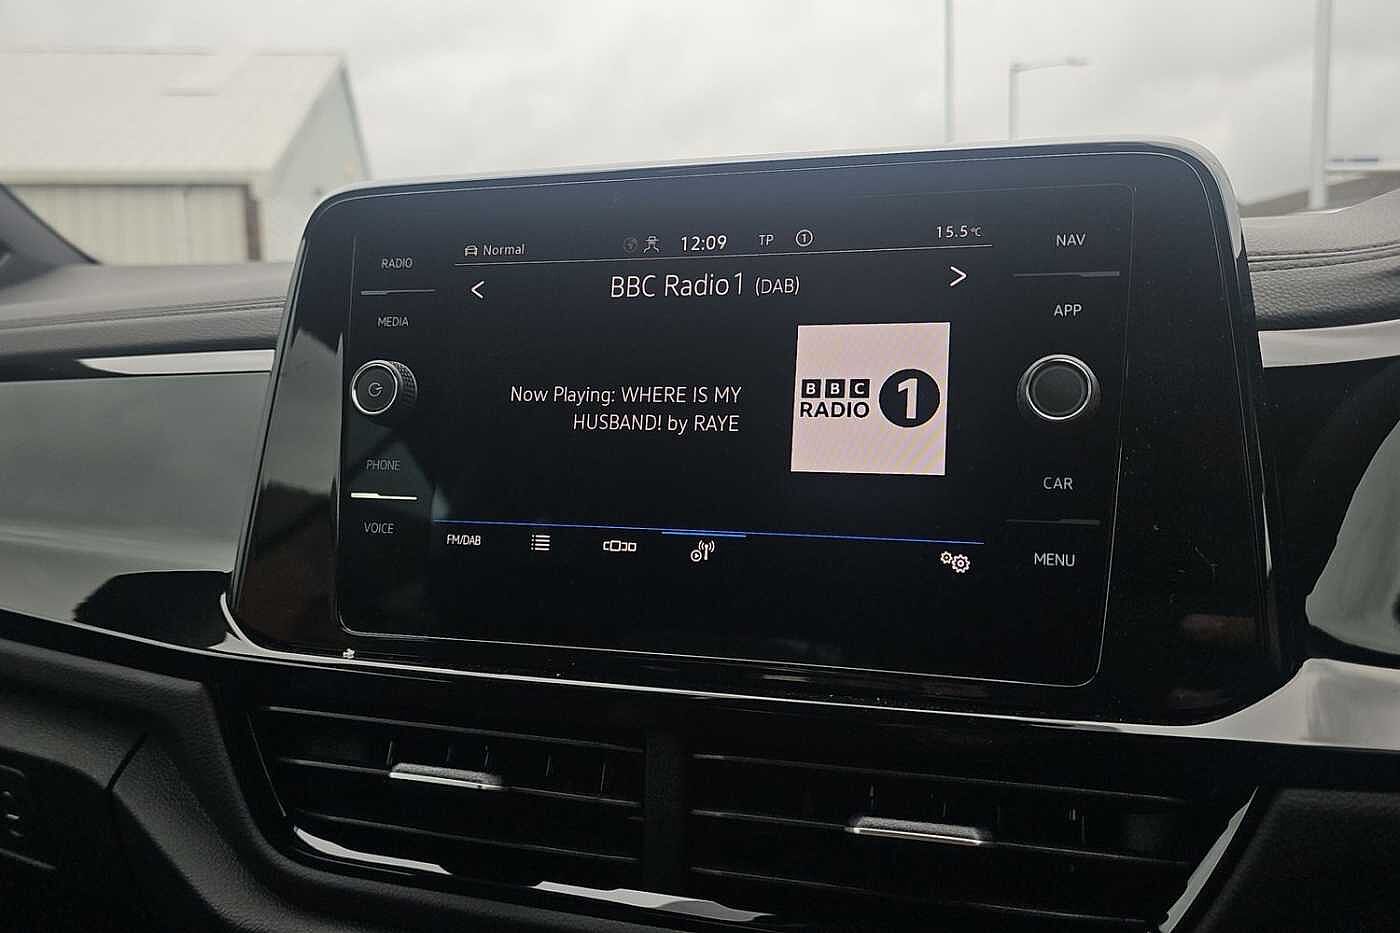 Normal
12:09
TP
1
15.5°C
RADIO
MEDIA
PHONE
VOICE
< BBC Radio 1 (DAB) >
Now Playing: WHERE IS MY
HUSBAND! by RAYE
BBC
RADIO
1
FM/DAB
NAV
APP
CAR
MENU